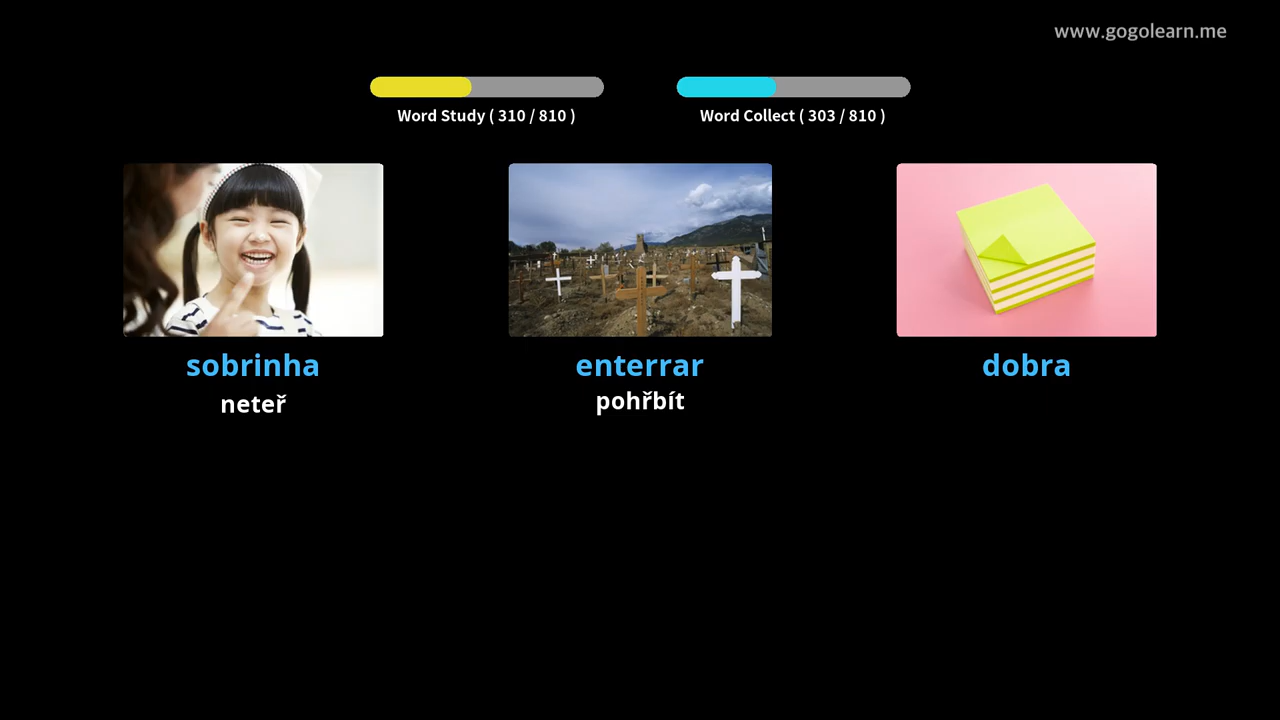 www.gogolearn.me
Word Study ( 310 / 810 )
Word Collect ( 303 / 810 )
sobrinha
enterrar
dobra
neteř
pohřbít